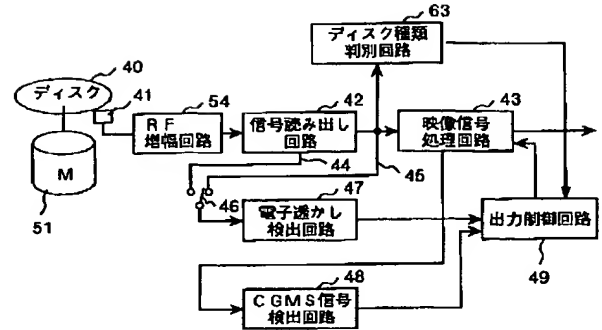 63
ディスク種類
判別回路
40
ディスク
41
54
RF
増幅回路
42
信号読み出し
回路
43
映像信号
処理回路
44
45
M
51
46
47
電子透かし
検出回路
出力制御回路
49
48
CGMS信号
検出回路